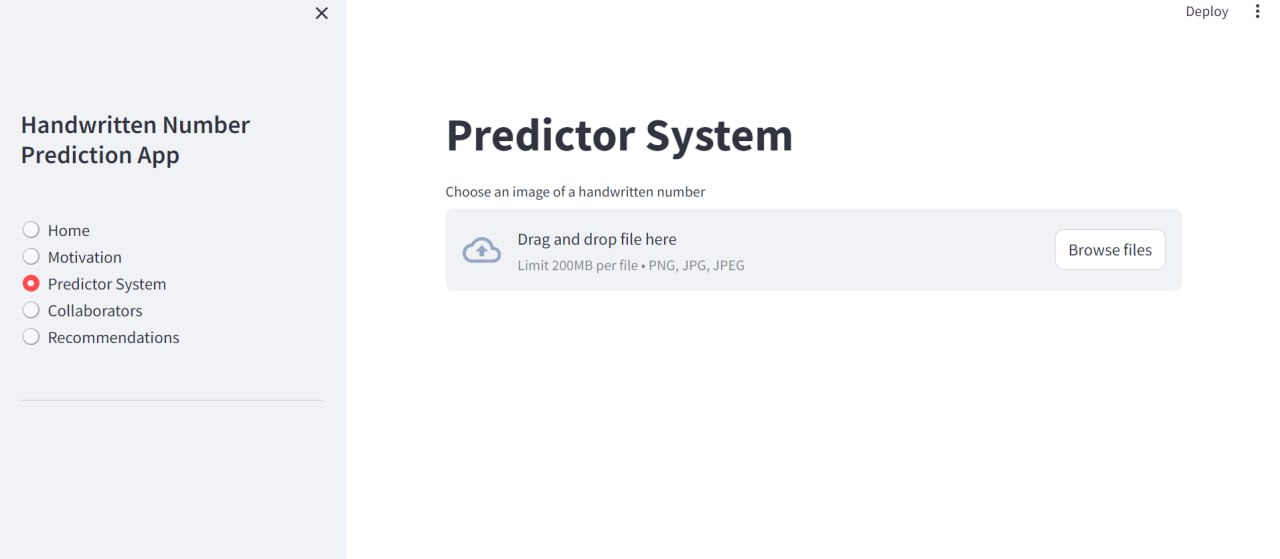 Deploy
Handwritten Number
Prediction App
Home
Motivation
Predictor System
Collaborators
Recommendations
Predictor System
Choose an image of a handwritten number
Drag and drop file here
Limit 200MB per file • PNG, JPG, JPEG
Browse files